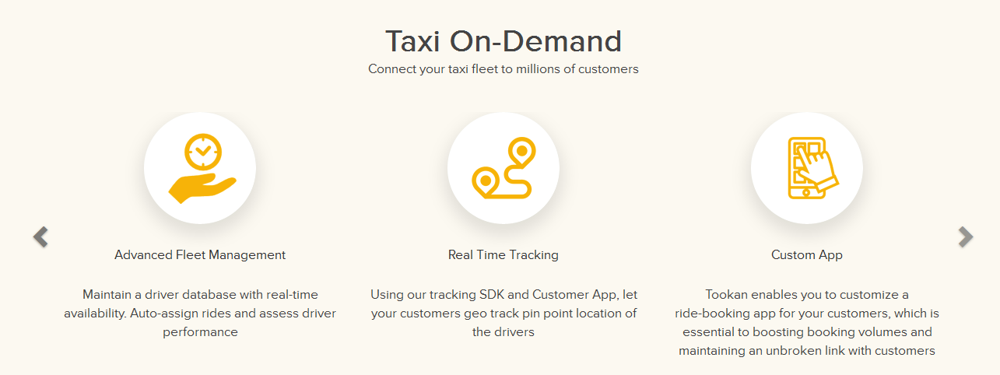 Taxi On-Demand
Connect your taxi fleet to millions of customers
Advanced Fleet Management
Maintain a driver database with real-time
availability. Auto-assign rides and assess driver
performance
Real Time Tracking
Using our tracking SDK and Customer App, let
your customers geo track pin point location of
the drivers
Custom App
Tookan enables you to customize a
ride-booking app for your customers, which is
essential to boosting booking volumes and
maintaining an unbroken link with customers